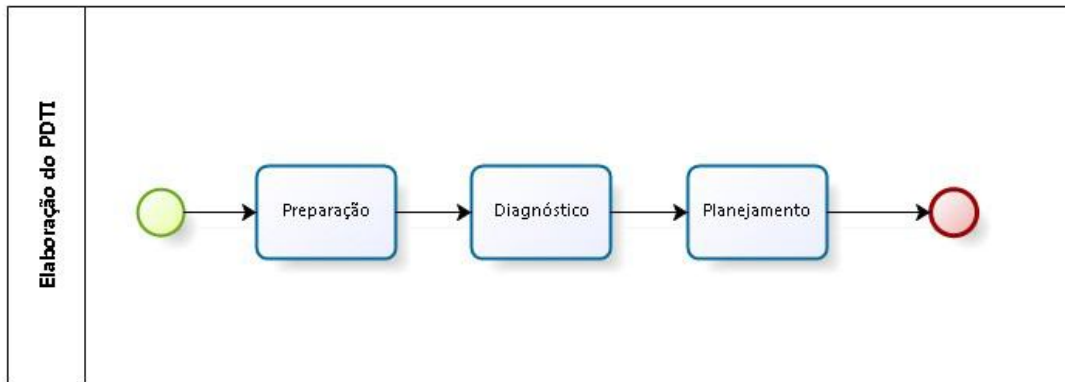 Elaboração do PDTI
Preparação
Diagnóstico
Planejamento